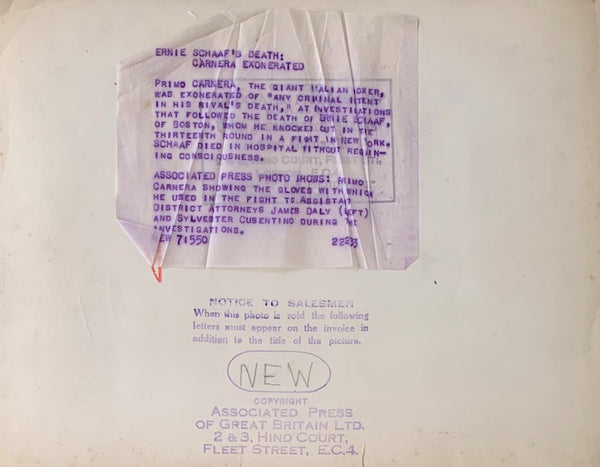 ERNIE SCHAAF'S DEATH:
CARNERA EXONERATED
PRIMO CARNERA, THE GIANT ITALIAN BOXER,
WAS EXONERATED OF "ANY CRIMINAL INTENT
IN HIS RIVAL'S DEATH," AT INVESTIGATIONS
THAT FOLLOWED THE DEATH OF ERNIE SCHAAF,
OF BOSTON, WHOM HE KNOCKED OUT IN THE
THIRTEENTH ROUND IN A FIGHT IN NEW YORK.
SCHAAF DIED IN HOSPITAL WITHOUT REGAIN-
ING CONSCIOUSNESS.
HIND COURT, FLEET ST.
ASSOCIATED PRESS PHOTO SHOWS: PRIMO
CARNERA SHOWING THE GLOVES WITH WHICH
HE USED IN THE FIGHT TO ASSISTANT
DISTRICT ATTORNEYS JAMES DALY (LEFT)
AND SYLVESTER CUSENTINO DURING THE
INVESTIGATIONS.
NEW 71550 22233
NOTICE TO SALESMEN
When this photo is sold the following
letters must appear on the invoice in
addition to the title of the picture.
NEW
COPYRIGHT
ASSOCIATED PRESS
OF GREAT BRITAIN LTD.
2 & 3, HIND COURT,
FLEET STREET, E.C.4.